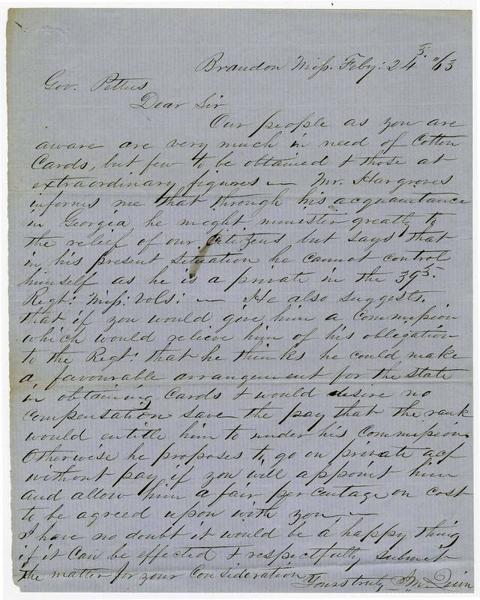 Brandon Miss. Feby: 24th. "/63
Gov. Pettus
Dear Sir
Our people as you are
aware are very much in need of Cotton
Cards, but few to be obtained & those at
extraordinary figures — Mr. Hargroves
informs me that through his acquaintance
in Georgia he might minister greatly to
the relief of our Citizens but says that
in his present situation he cannot control
himself as he is a private in the 39th
Regt: Miss: Vols: — He also suggests
that if you would give him a Commission
which would relieve him of his obligation
to the Regt. that he thinks he could make
a favourable arrangement for the state
in obtaining Cards & would desire no
compensation save the pay that the rank
would entitle him to under his Commission
Otherwise he proposes to go on private acf
without pay if you will appoint him
and allow him a fair per centage on cost
to be agreed upon with you —
I have no doubt it would be a happy thing
if it can be effected & respectfully submit
the matter for your Consideration Yours truly